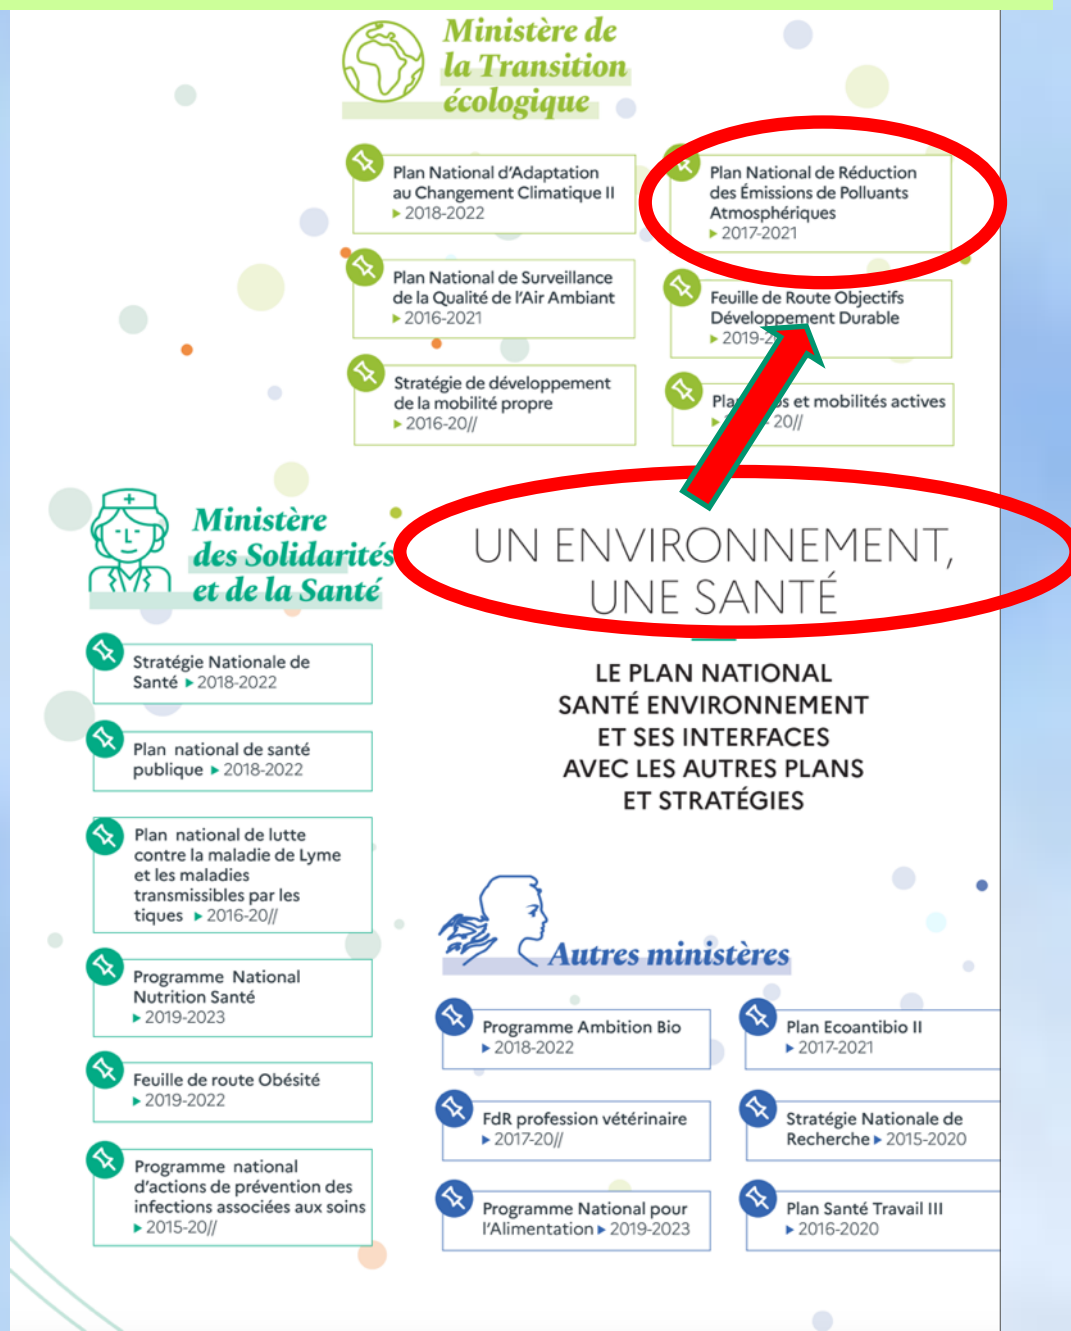 Ministère de
la Transition
écologique
Plan National d'Adaptation
au Changement Climatique II
▶ 2018-2022
Plan National de Réduction
des Émissions de Polluants
Atmosphériques
▶ 2017-2021
Plan National de Surveillance
de la Qualité de l'Air Ambiant
▶ 2016-2021
Feuille de Route Objectifs
Développement Durable
▶ 2019-
Stratégie de développement
de la mobilité propre
▶ 2016-20//
et mobilités actives
▶ 20//
Ministère
des Solidarités
et de la Santé
UN ENVIRONNEMENT,
UNE SANTÉ
LE PLAN NATIONAL
SANTÉ ENVIRONNEMENT
ET SES INTERFACES
AVEC LES AUTRES PLANS
ET STRATÉGIES
Stratégie Nationale de
Santé ▶ 2018-2022
Plan national de santé
publique ▶ 2018-2022
Plan national de lutte
contre la maladie de Lyme
et les maladies
transmissibles par les
tiques ▶ 2016-20//
Programme National
Nutrition Santé
▶ 2019-2023
Feuille de route Obésité
▶ 2019-2022
Programme national
d'actions de prévention des
infections associées aux soins
▶ 2015-20//
Autres ministères
Programme Ambition Bio
▶ 2018-2022
Plan Ecoantibio II
▶ 2017-2021
FdR profession vétérinaire
▶ 2017-20//
Stratégie Nationale de
Recherche ▶ 2015-2020
Programme National pour
l'Alimentation ▶ 2019-2023
Plan Santé Travail III
▶ 2016-2020